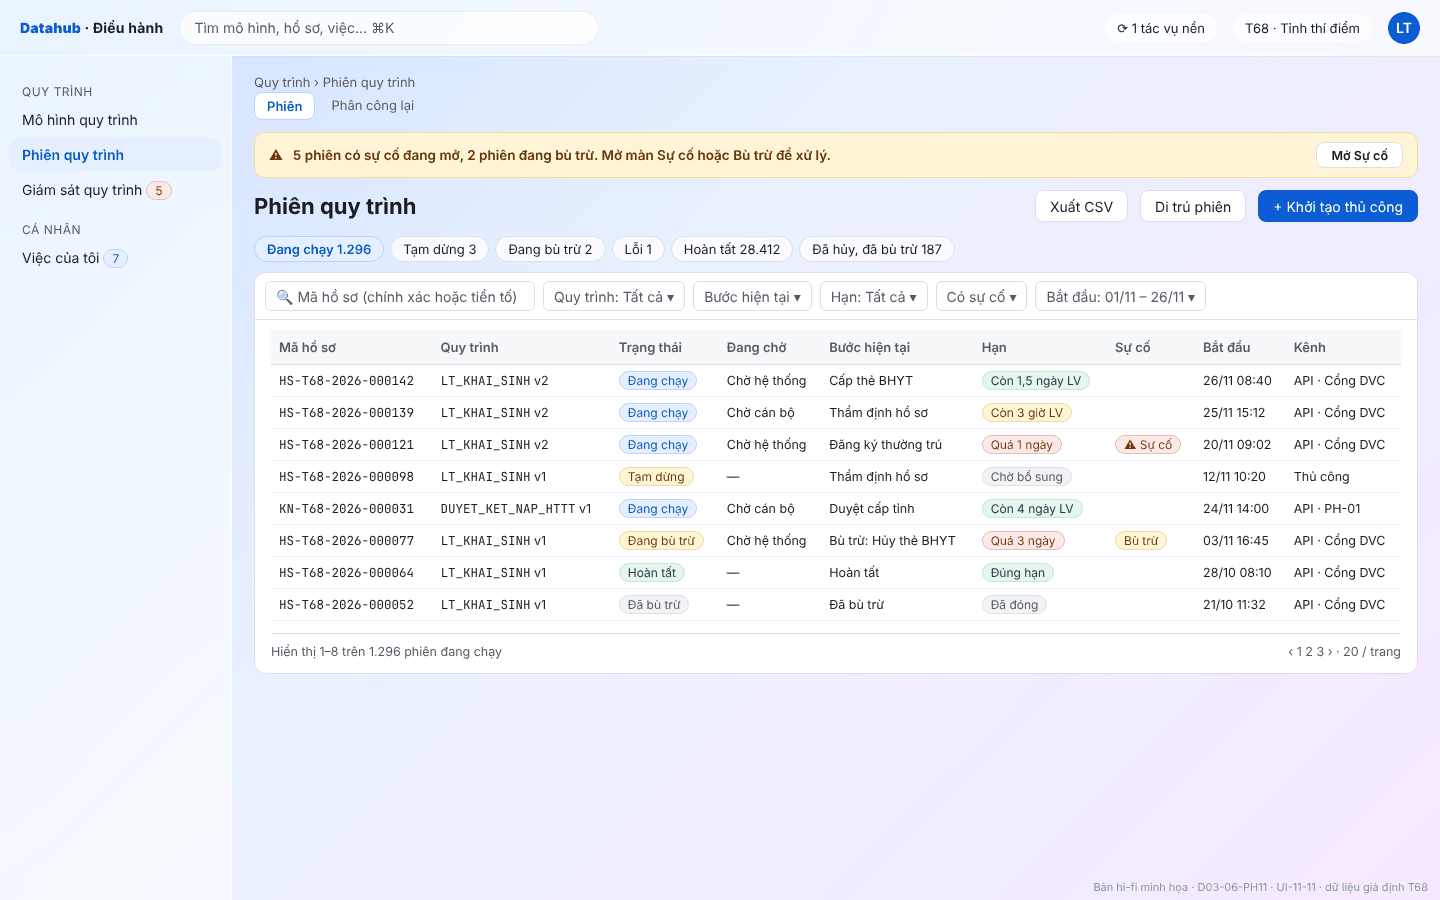 Datahub · Điều hành
Tìm mô hình, hồ sơ, việc... ⌘K
⟳ 1 tác vụ nền
T68 · Tỉnh thí điểm
LT
QUY TRÌNH
Mô hình quy trình
Phiên quy trình
Giám sát quy trình 5
CÁ NHÂN
Việc của tôi 7
Quy trình › Phiên quy trình
Phiên Phân công lại
⚠ 5 phiên có sự cố đang mở, 2 phiên đang bù trừ. Mở màn Sự cố hoặc Bù trừ để xử lý.
Mở Sự cố
Phiên quy trình
Xuất CSV
Di trú phiên
+ Khởi tạo thủ công
Đang chạy 1.296 Tạm dừng 3 Đang bù trừ 2 Lỗi 1 Hoàn tất 28.412 Đã hủy, đã bù trừ 187
🔍 Mã hồ sơ (chính xác hoặc tiền tố) Quy trình: Tất cả ▾ Bước hiện tại ▾ Hạn: Tất cả ▾ Có sự cố ▾ Bắt đầu: 01/11 – 26/11 ▾
Mã hồ sơ Quy trình Trạng thái Đang chờ Bước hiện tại Hạn Sự cố Bắt đầu Kênh
HS-T68-2026-000142 LT_KHAI_SINH v2 Đang chạy Chờ hệ thống Cấp thẻ BHYT Còn 1,5 ngày LV 26/11 08:40 API · Cổng DVC
HS-T68-2026-000139 LT_KHAI_SINH v2 Đang chạy Chờ cán bộ Thẩm định hồ sơ Còn 3 giờ LV 25/11 15:12 API · Cổng DVC
HS-T68-2026-000121 LT_KHAI_SINH v2 Đang chạy Chờ hệ thống Đăng ký thường trú Quá 1 ngày ⚠ Sự cố 20/11 09:02 API · Cổng DVC
HS-T68-2026-000098 LT_KHAI_SINH v1 Tạm dừng — Thẩm định hồ sơ Chờ bổ sung 12/11 10:20 Thủ công
KN-T68-2026-000031 DUYET_KET_NAP_HTTT v1 Đang chạy Chờ cán bộ Duyệt cấp tỉnh Còn 4 ngày LV 24/11 14:00 API · PH-01
HS-T68-2026-000077 LT_KHAI_SINH v1 Đang bù trừ Chờ hệ thống Bù trừ: Hủy thẻ BHYT Quá 3 ngày Bù trừ 03/11 16:45 API · Cổng DVC
HS-T68-2026-000064 LT_KHAI_SINH v1 Hoàn tất — Hoàn tất Đúng hạn 28/10 08:10 API · Cổng DVC
HS-T68-2026-000052 LT_KHAI_SINH v1 Đã bù trừ — Đã bù trừ Đã đóng 21/10 11:32 API · Cổng DVC
Hiển thị 1–8 trên 1.296 phiên đang chạy
‹ 1 2 3 › · 20 / trang
Bản hi-fi minh họa · D03-06-PH11 · UI-11-11 · dữ liệu giả định T68